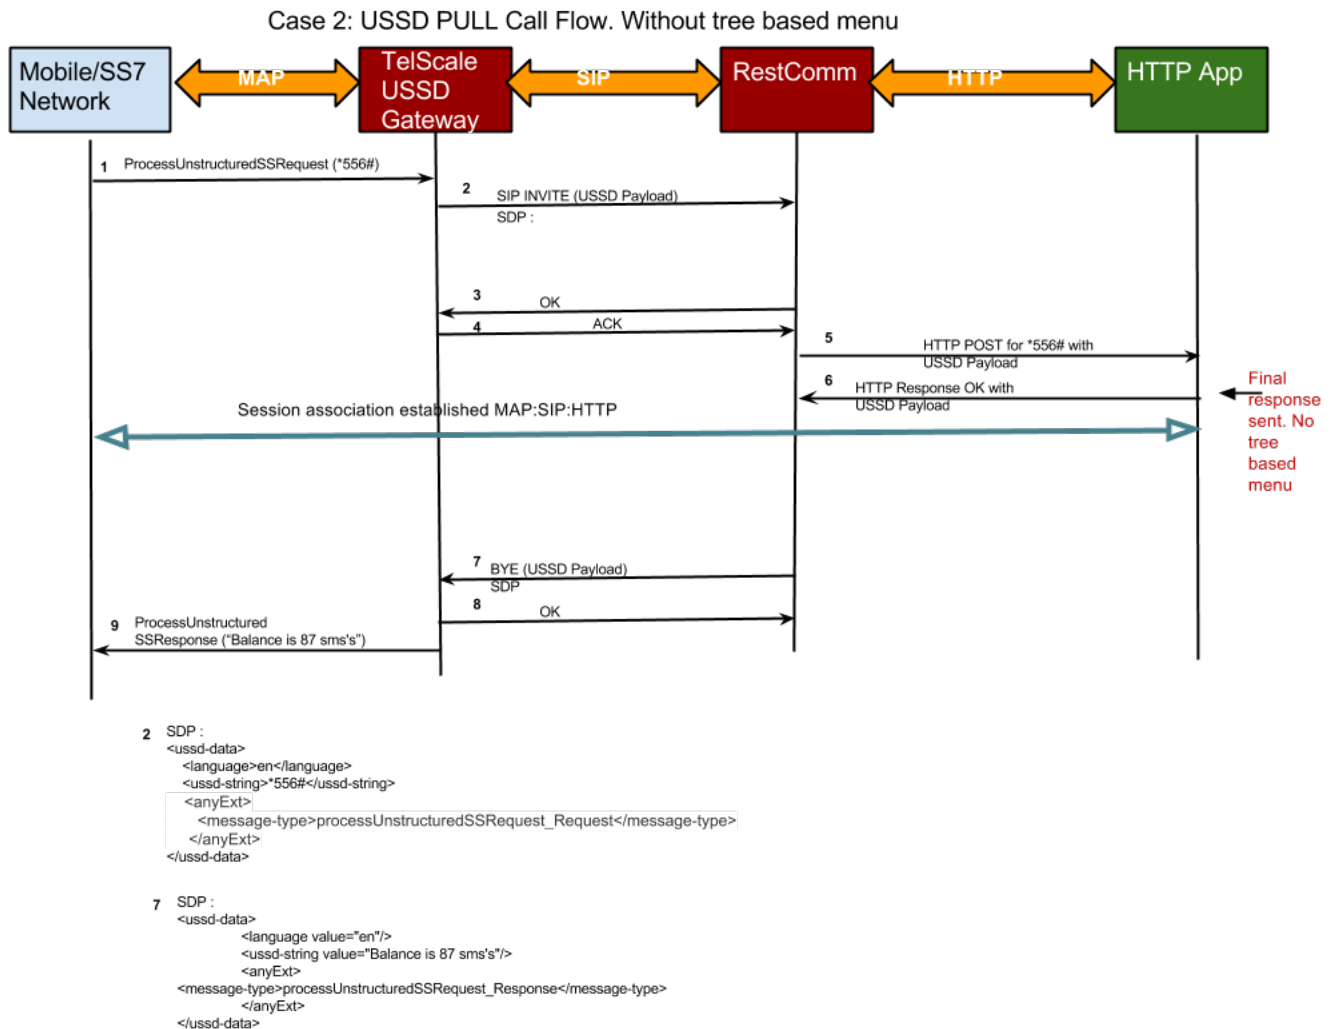 Case 2: USSD PULL Call Flow. Without tree based menu
Mobile/SS7
Network
MAP
TelScale
USSD
Gateway
SIP
RestComm
HTTP
HTTP App
1 ProcessUnstructuredSSRequest (*556#)
2 SIP INVITE (USSD Payload)
SDP :
3 OK
4 ACK
5 HTTP POST for *556# with
USSD Payload
6 HTTP Response OK with
USSD Payload
Final
response
sent. No
tree
based
menu
Session association established MAP:SIP:HTTP
7 BYE (USSD Payload)
SDP
8 OK
9 ProcessUnstructured
SSResponse (“Balance is 87 sms's”)
2 SDP :
<ussd-data>
<language>en</language>
<ussd-string>*556#</ussd-string>
<anyExt>
<message-type>processUnstructuredSSRequest_Request</message-type>
</anyExt>
</ussd-data>
7 SDP :
<ussd-data>
<language value="en"/>
<ussd-string value="Balance is 87 sms's"/>
<anyExt>
<message-type>processUnstructuredSSRequest_Response</message-type>
</anyExt>
</ussd-data>